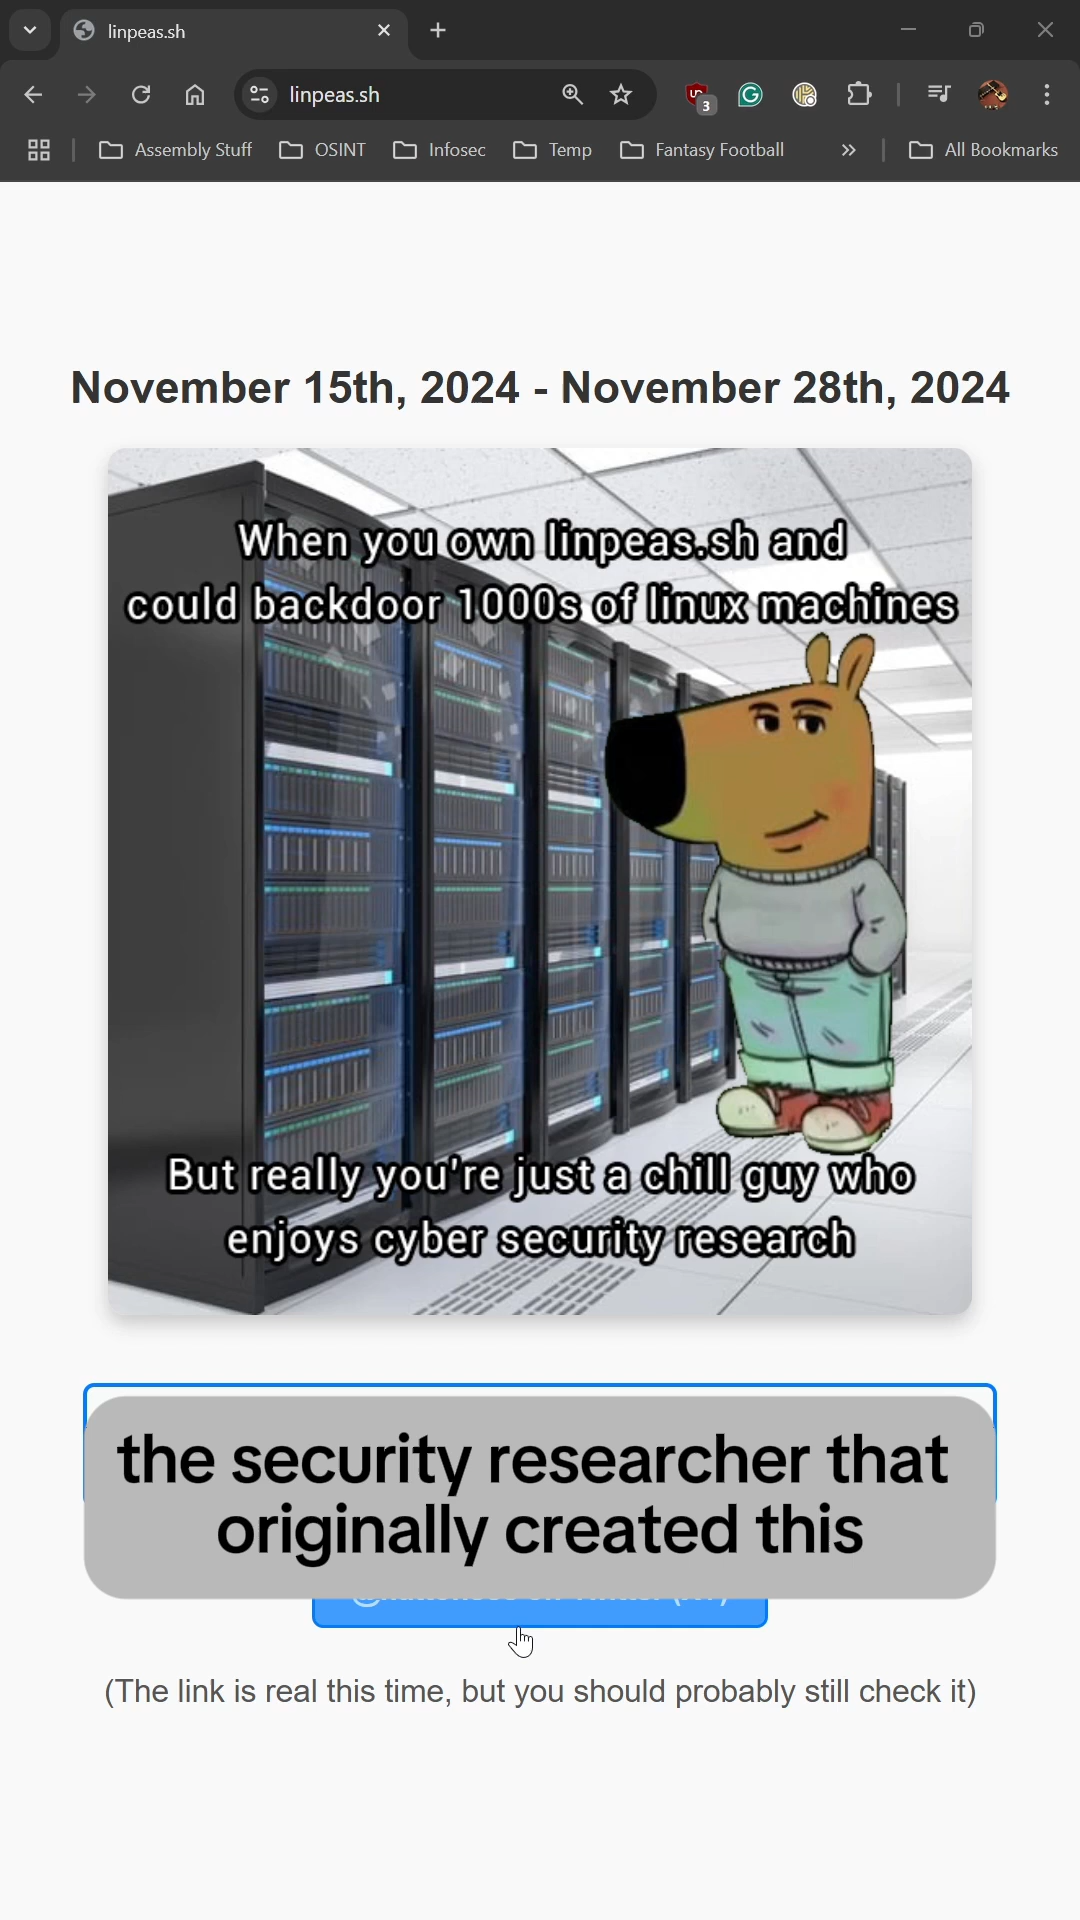 linpeas.sh
linpeas.sh
3
Assembly Stuff
OSINT
Infosec
Temp
Fantasy Football
All Bookmarks
November 15th, 2024 - November 28th, 2024
When you own linpeas.sh and
could backdoor 1000s of linux machines
But really you're just a chill guy who
enjoys cyber security research
the security researcher that
originally created this
(The link is real this time, but you should probably still check it)